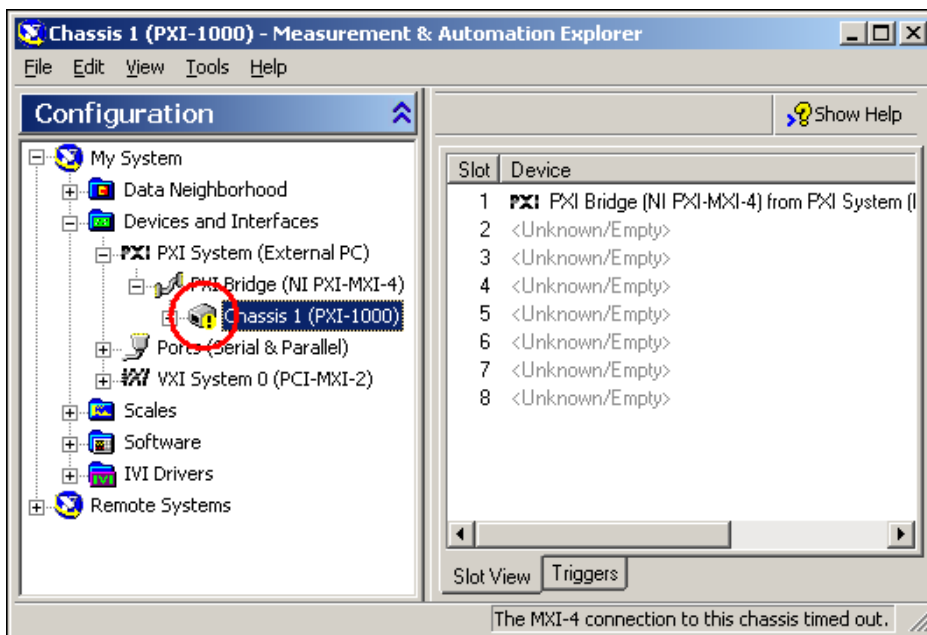 Chassis 1 (PXI-1000) - Measurement & Automation Explorer
File Edit View Tools Help
Configuration
Show Help
My System
Data Neighborhood
Devices and Interfaces
PXI PXI System (External PC)
PXI Bridge (NI PXI-MXI-4)
Chassis 1 (PXI-1000)
Ports (Serial & Parallel)
VXI VXI System 0 (PCI-MXI-2)
Scales
Software
IVI Drivers
Remote Systems
Slot Device
1 PXI PXI Bridge (NI PXI-MXI-4) from PXI System (
2 <Unknown/Empty>
3 <Unknown/Empty>
4 <Unknown/Empty>
5 <Unknown/Empty>
6 <Unknown/Empty>
7 <Unknown/Empty>
8 <Unknown/Empty>
Slot View Triggers
The MXI-4 connection to this chassis timed out.